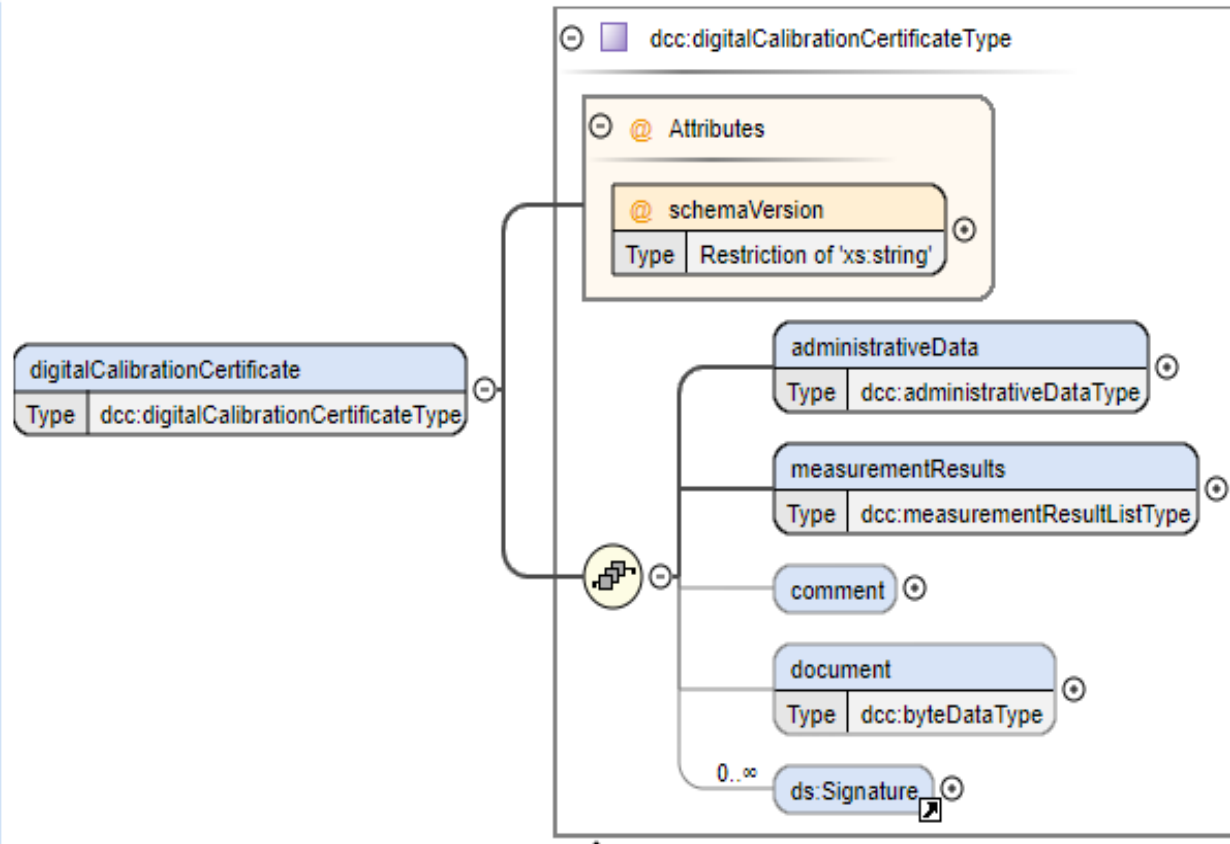 dcc:digitalCalibrationCertificateType
@ Attributes
@ schemaVersion
Type Restriction of 'xs:string'
digitalCalibrationCertificate
Type dcc:digitalCalibrationCertificateType
administrativeData
Type dcc:administrativeDataType
measurementResults
Type dcc:measurementResultListType
comment
document
Type dcc:byteDataType
0..∞
ds:Signature